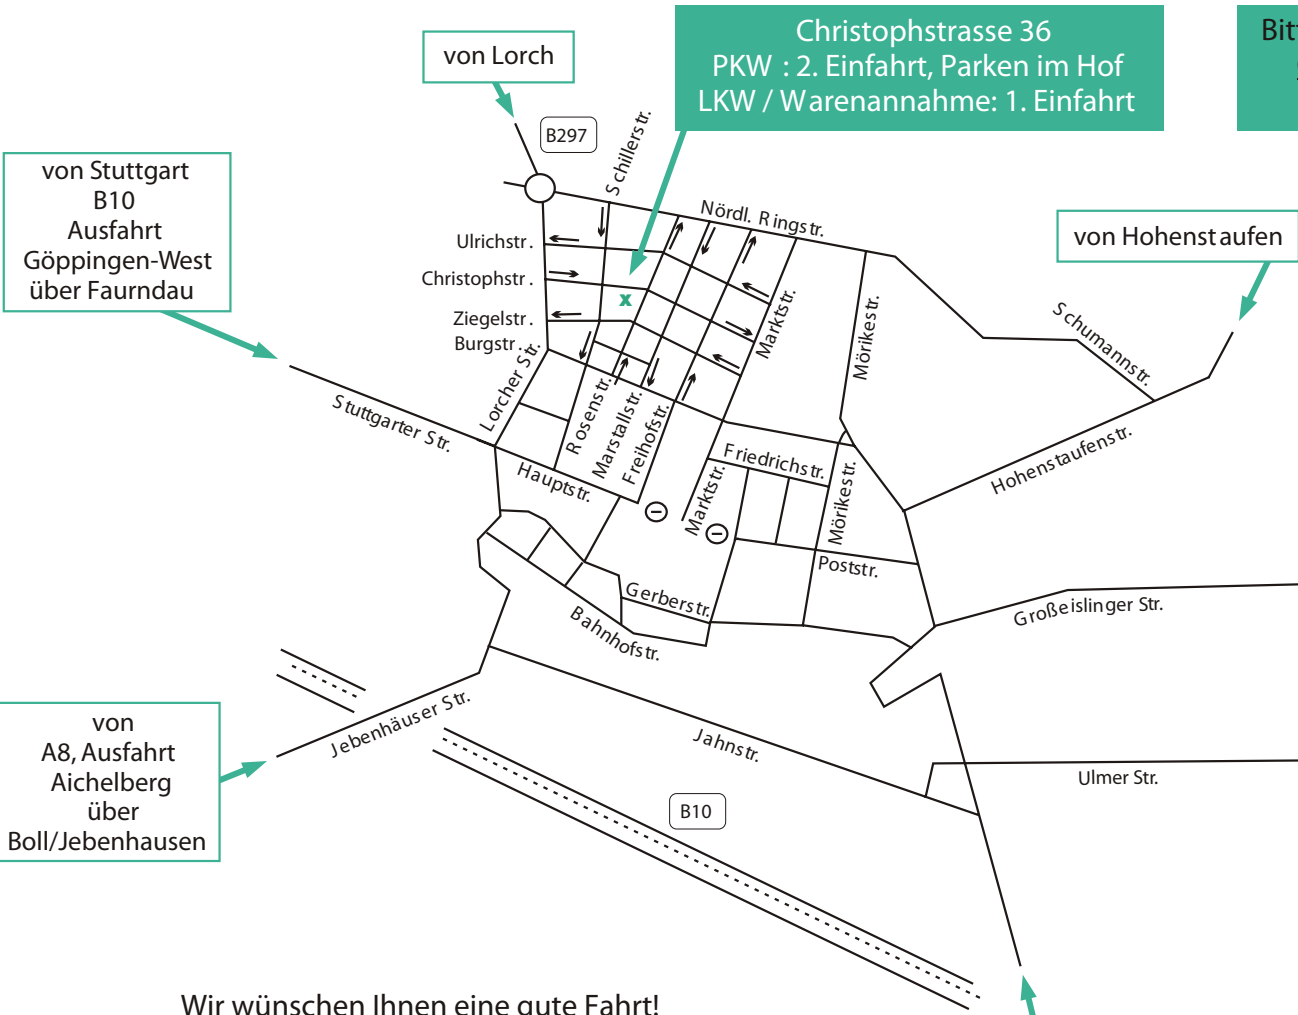 Christophstrasse 36
PKW : 2. Einfahrt, Parken im Hof
LKW / Warenannahme: 1. Einfahrt
von Lorch
B297
Schillerstr.
von Stuttgart
B10
Ausfahrt
Göppingen-West
über Faurndau
Nördl. Ringstr.
von Hohenstaufen
Ulrichstr.
Christophstr.
x
Ziegelstr.
Burgstr.
Lorcher Str.
Marktstr.
Mörikestr.
Schumannstr.
Stuttgarter Str.
Rosenstr.
Marstallstr.
Freihofstr.
Hauptstr.
Marktstr.
Friedrichstr.
Mörikestr.
Hohenstaufenstr.
Poststr.
Gerberstr.
Bahnhofstr.
Großeislinger Str.
Jebenhäuser Str.
von
A8, Ausfahrt
Aichelberg
über
Boll/Jebenhausen
Jahnstr.
Ulmer Str.
B10
Wir wünschen Ihnen eine gute Fahrt!